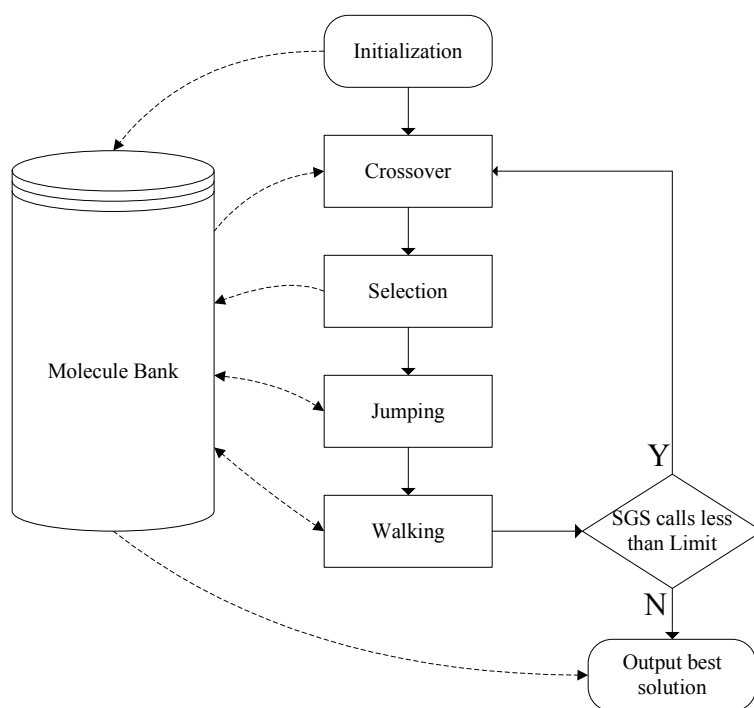 Initialization
Crossover
Selection
Molecule Bank
Jumping
Y
Walking
SGS calls less
than Limit
N
Output best
solution